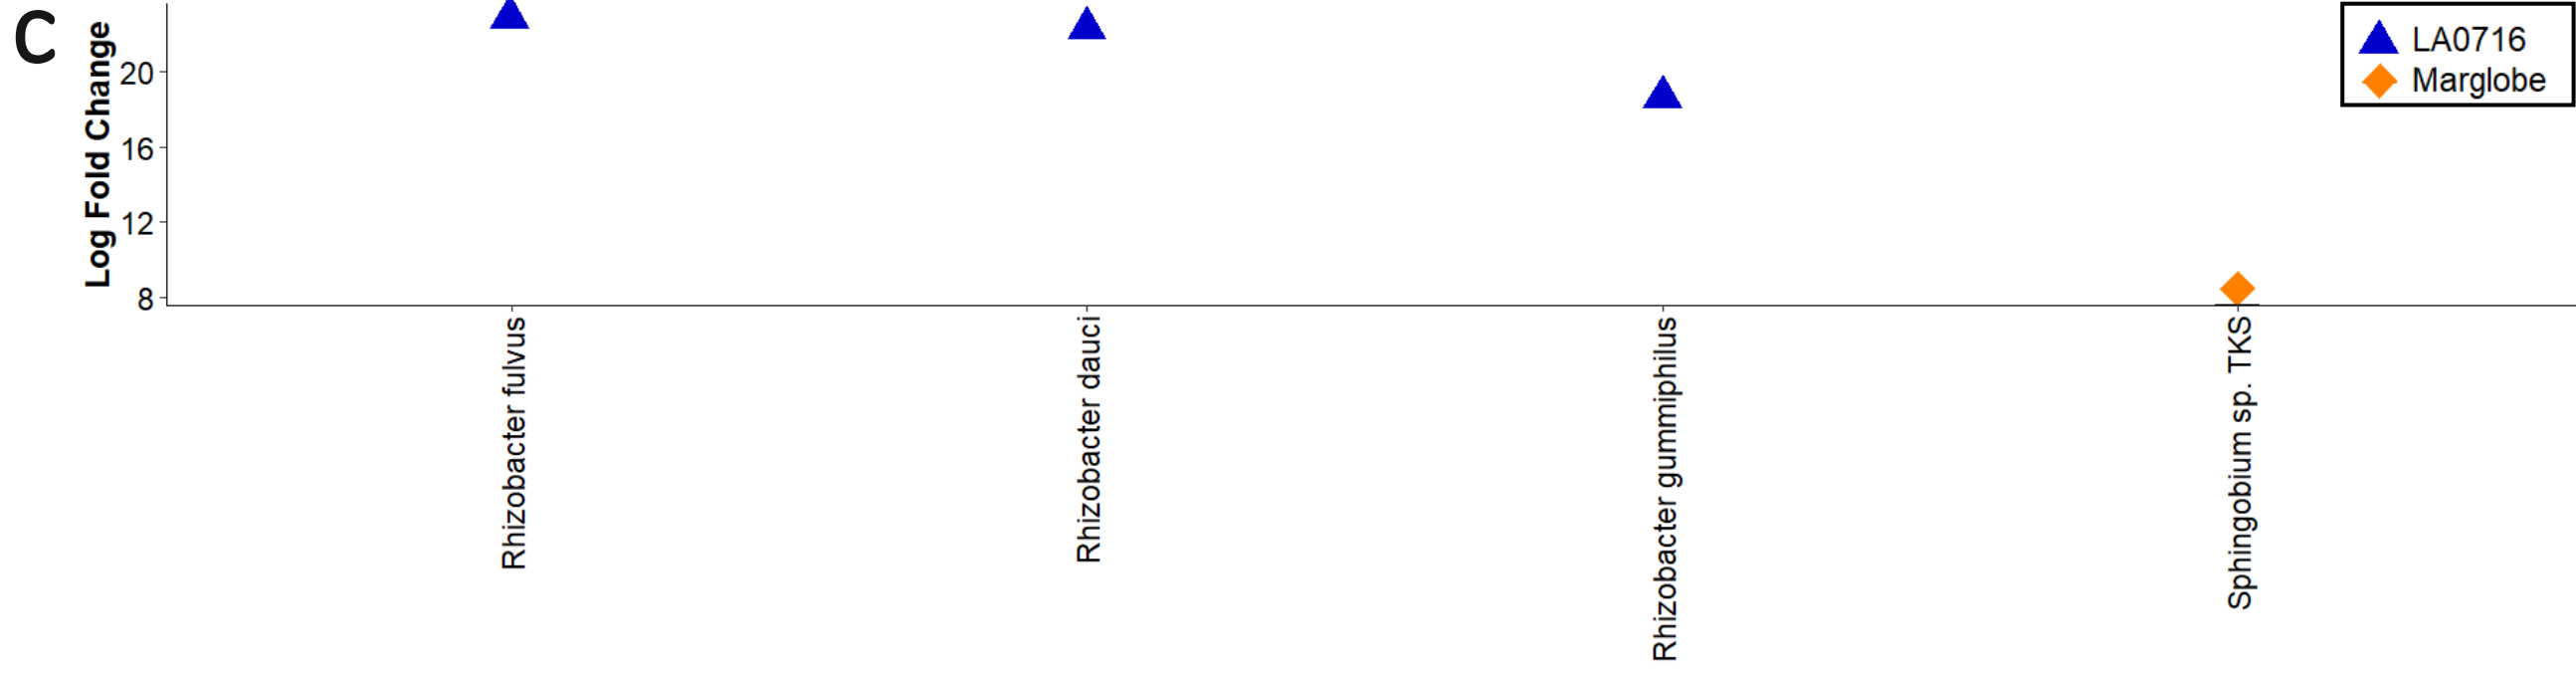 C
Log Fold Change
20
16
12
8
LA0716
Marglobe
Rhizobacter fulvus
Rhizobacter dauci
Rhizobacter gummiphilus
Sphingobium sp. TKS